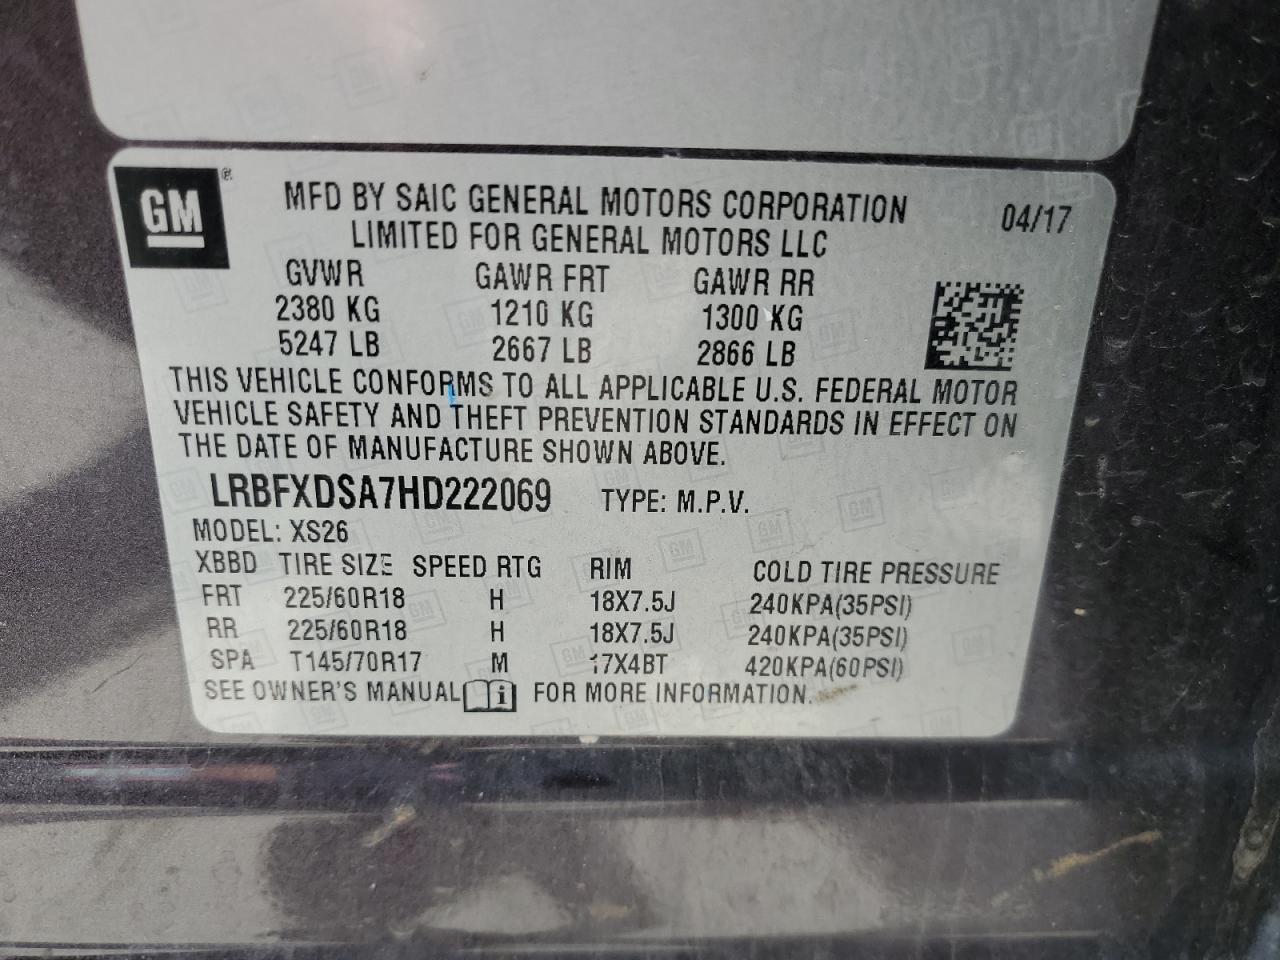 GM®
MFD BY SAIC GENERAL MOTORS CORPORATION 04/17
LIMITED FOR GENERAL MOTORS LLC
GVWR GAWR FRT GAWR RR
2380 KG 1210 KG 1300 KG
5247 LB 2667 LB 2866 LB
THIS VEHICLE CONFORMS TO ALL APPLICABLE U.S. FEDERAL MOTOR
VEHICLE SAFETY AND THEFT PREVENTION STANDARDS IN EFFECT ON
THE DATE OF MANUFACTURE SHOWN ABOVE.
LRBFXDSA7HD222069 TYPE: M.P.V.
MODEL: XS26
XBBD TIRE SIZE SPEED RTG RIM COLD TIRE PRESSURE
FRT 225/60R18 H 18X7.5J 240KPA(35PSI)
RR 225/60R18 H 18X7.5J 240KPA(35PSI)
SPA T145/70R17 M 17X4BT 420KPA(60PSI)
SEE OWNER'S MANUAL i FOR MORE INFORMATION.